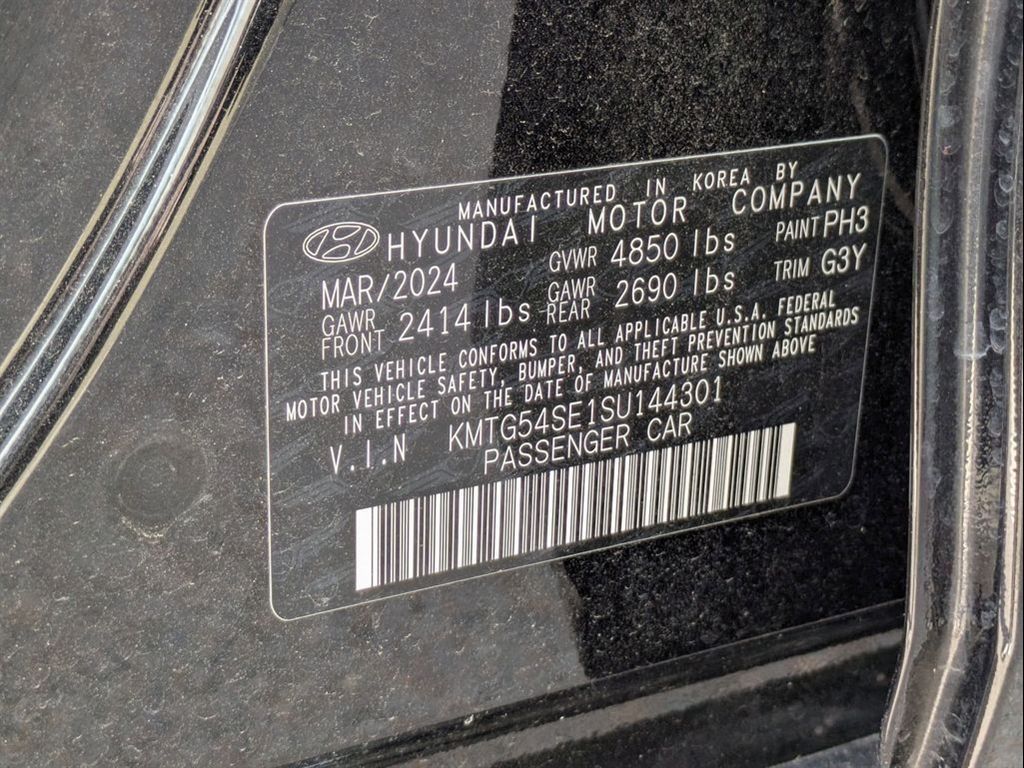 MANUFACTURED IN KOREA BY
HYUNDAI MOTOR COMPANY
MAR/2024 GVWR 4850 lbs PAINT PH3
GAWR FRONT 2414 lbs GAWR REAR 2690 lbs TRIM G3Y
THIS VEHICLE CONFORMS TO ALL APPLICABLE U.S.A. FEDERAL
MOTOR VEHICLE SAFETY, BUMPER, AND THEFT PREVENTION STANDARDS
IN EFFECT ON THE DATE OF MANUFACTURE SHOWN ABOVE
V.I.N KMTG54SE1SU144301
PASSENGER CAR